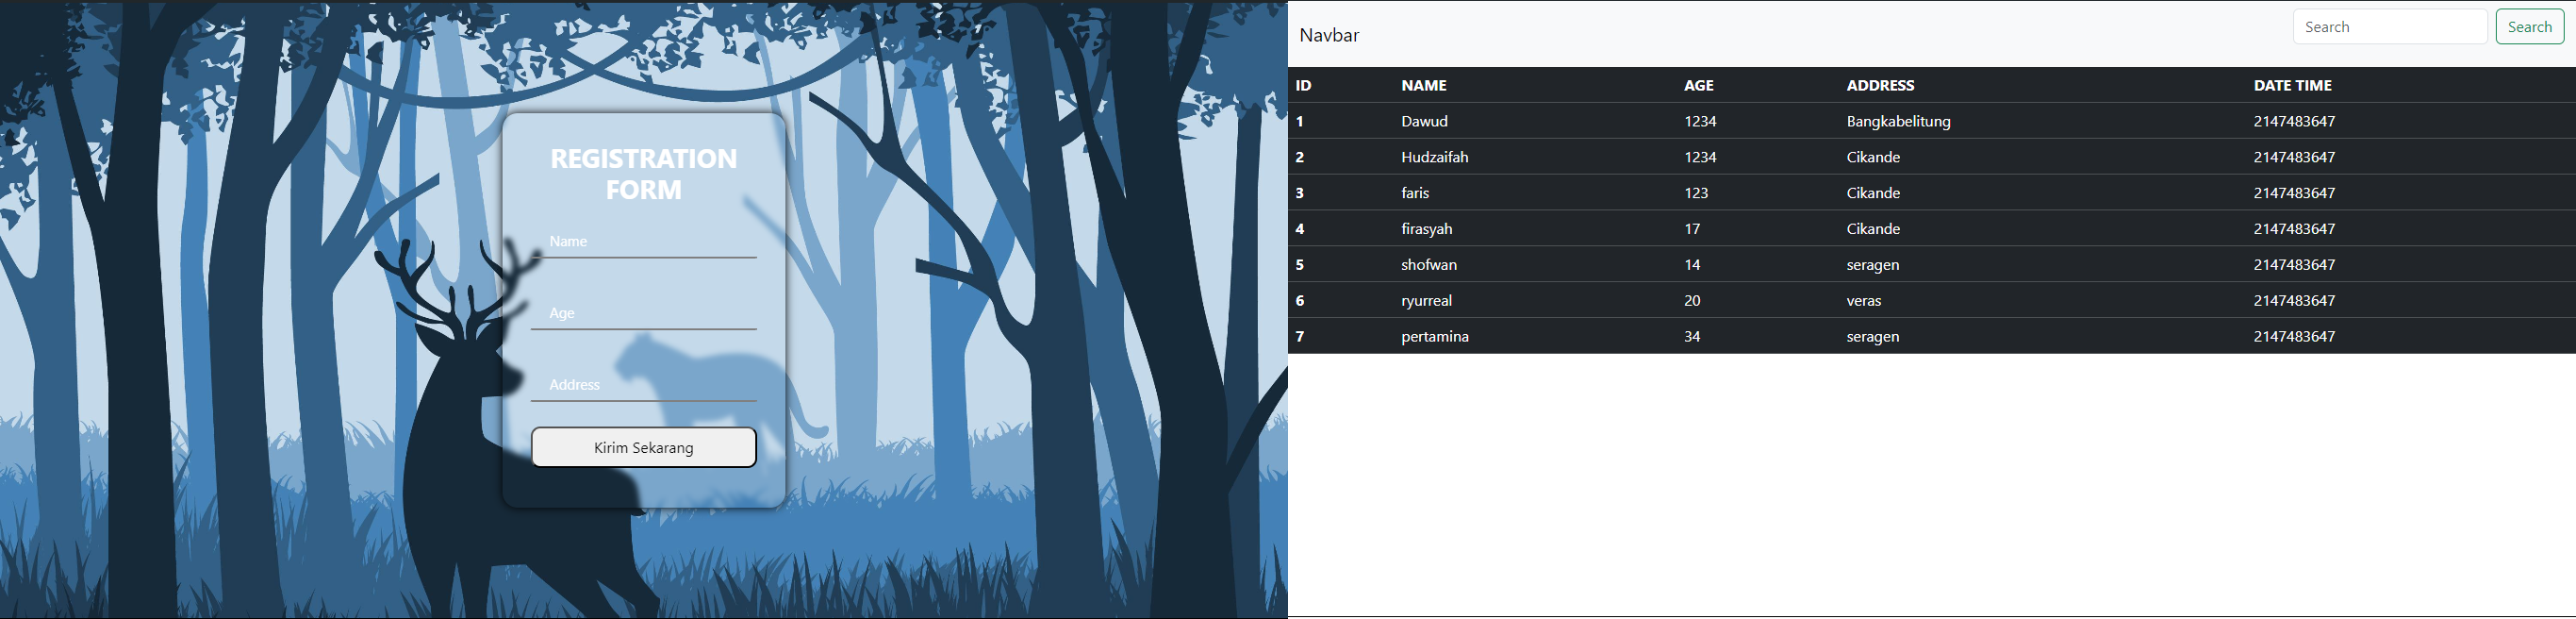 REGISTRATION
FORM
Name
Age
Address
Kirim Sekarang
Navbar
Search Search
ID NAME AGE ADDRESS DATE TIME
1 Dawud 1234 Bangkabelitung 2147483647
2 Hudzaifah 1234 Cikande 2147483647
3 faris 123 Cikande 2147483647
4 firasyah 17 Cikande 2147483647
5 shofwan 14 seragen 2147483647
6 ryurreal 20 veras 2147483647
7 pertamina 34 seragen 2147483647